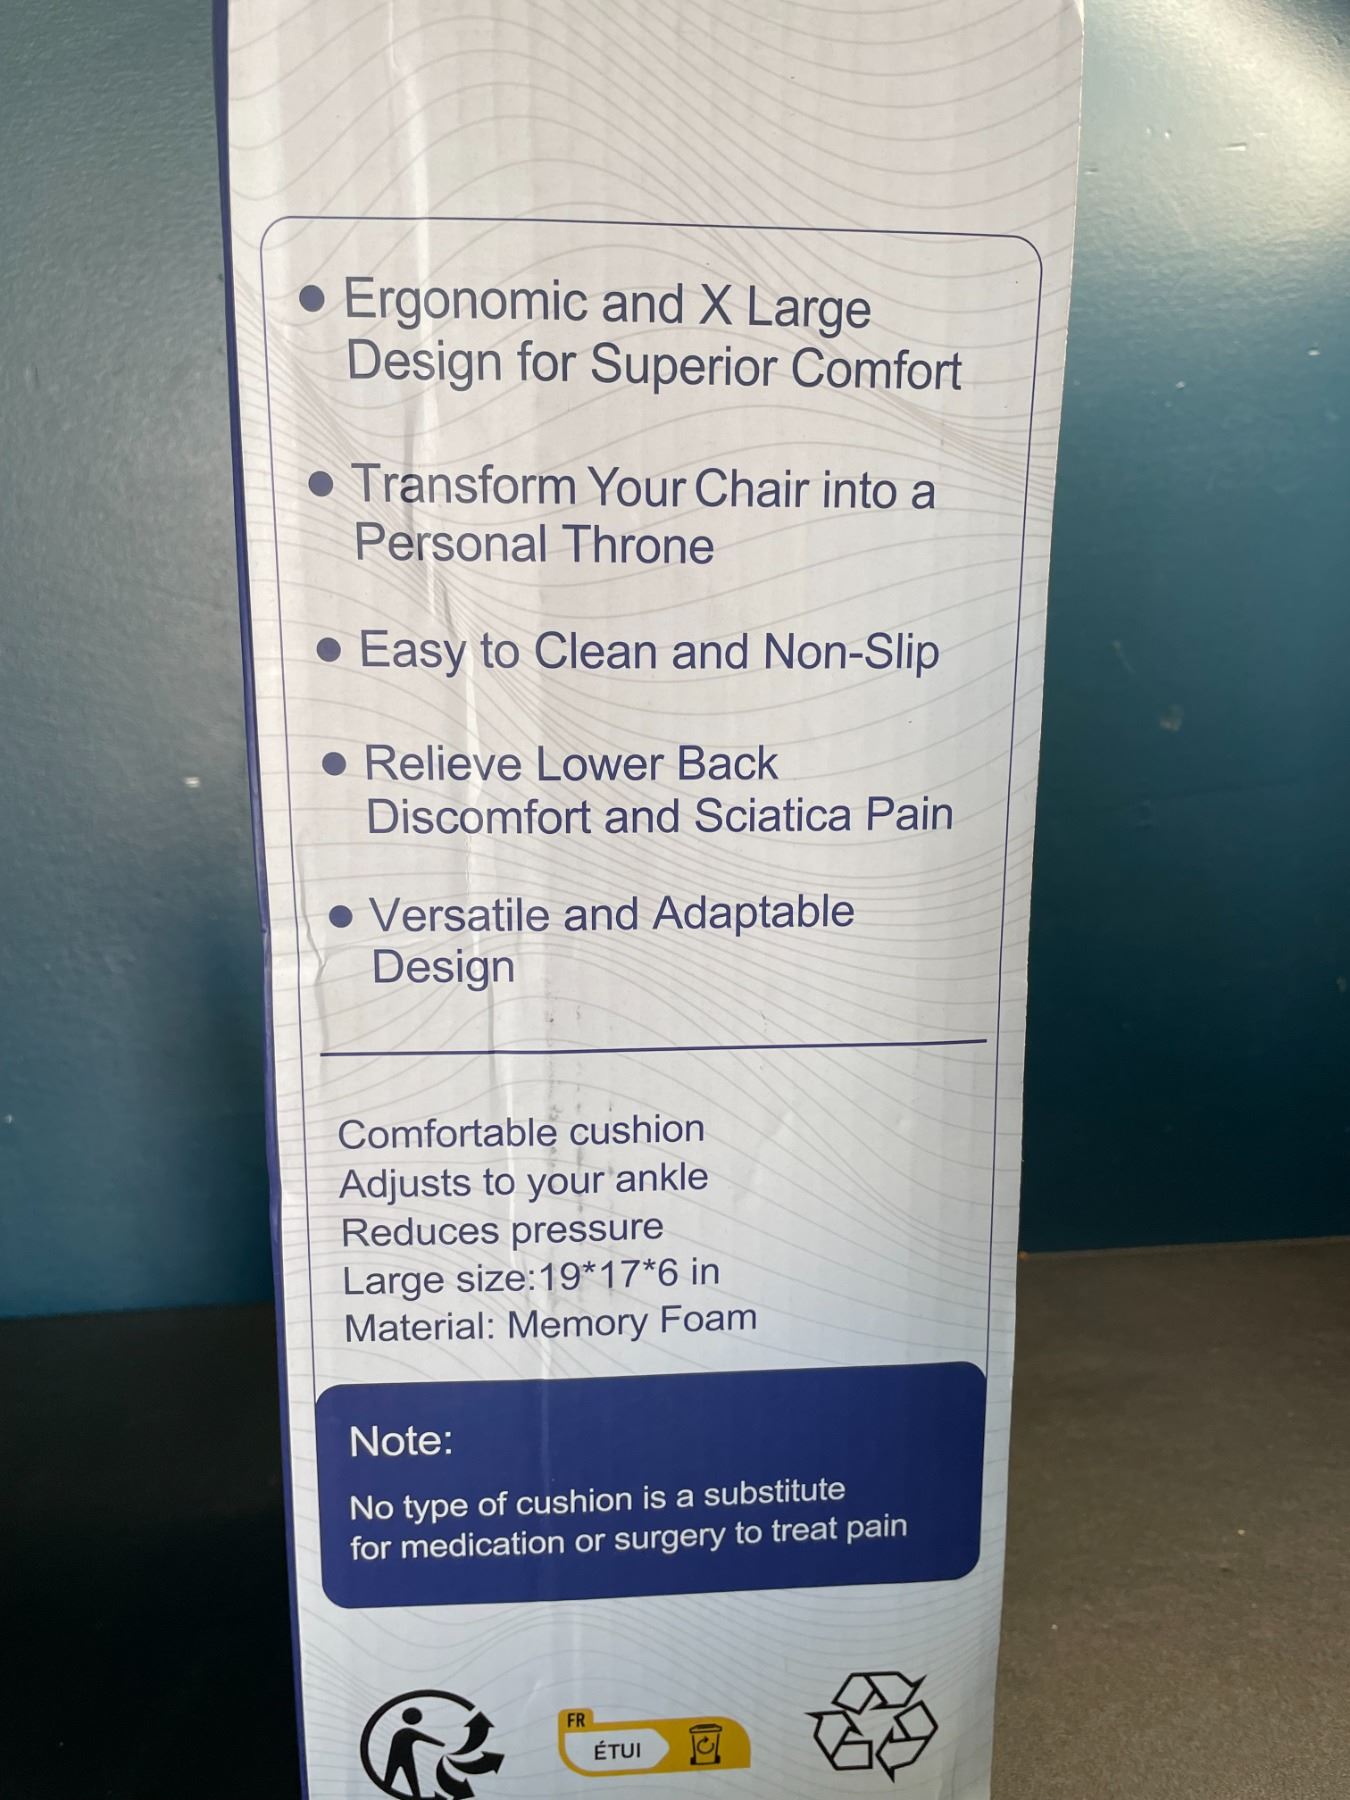 ● Ergonomic and X Large
Design for Superior Comfort
● Transform Your Chair into a
Personal Throne
● Easy to Clean and Non-Slip
● Relieve Lower Back
Discomfort and Sciatica Pain
● Versatile and Adaptable
Design
Comfortable cushion
Adjusts to your ankle
Reduces pressure
Large size:19*17*6 in
Material: Memory Foam
Note:
No type of cushion is a substitute
for medication or surgery to treat pain
FR
ÉTUI